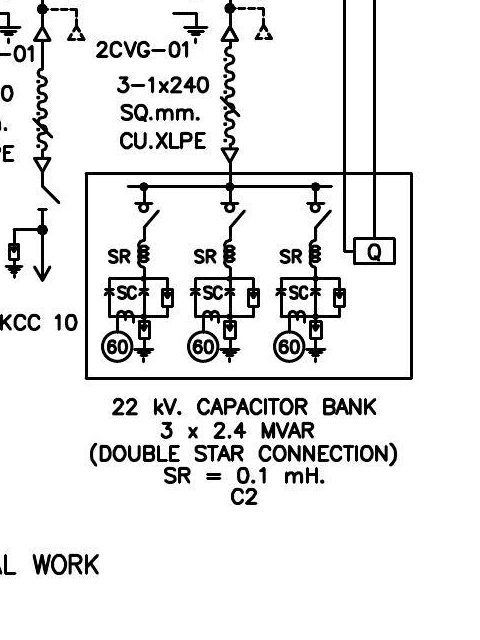 -01
2CVG-01
0
3-1x240
.
SQ.mm.
PE
CU.XLPE
SR SR SR
Q
SC SC SC
KCC 10
60 60 60
22 kV. CAPACITOR BANK
3 x 2.4 MVAR
(DOUBLE STAR CONNECTION)
SR = 0.1 mH.
C2
AL WORK